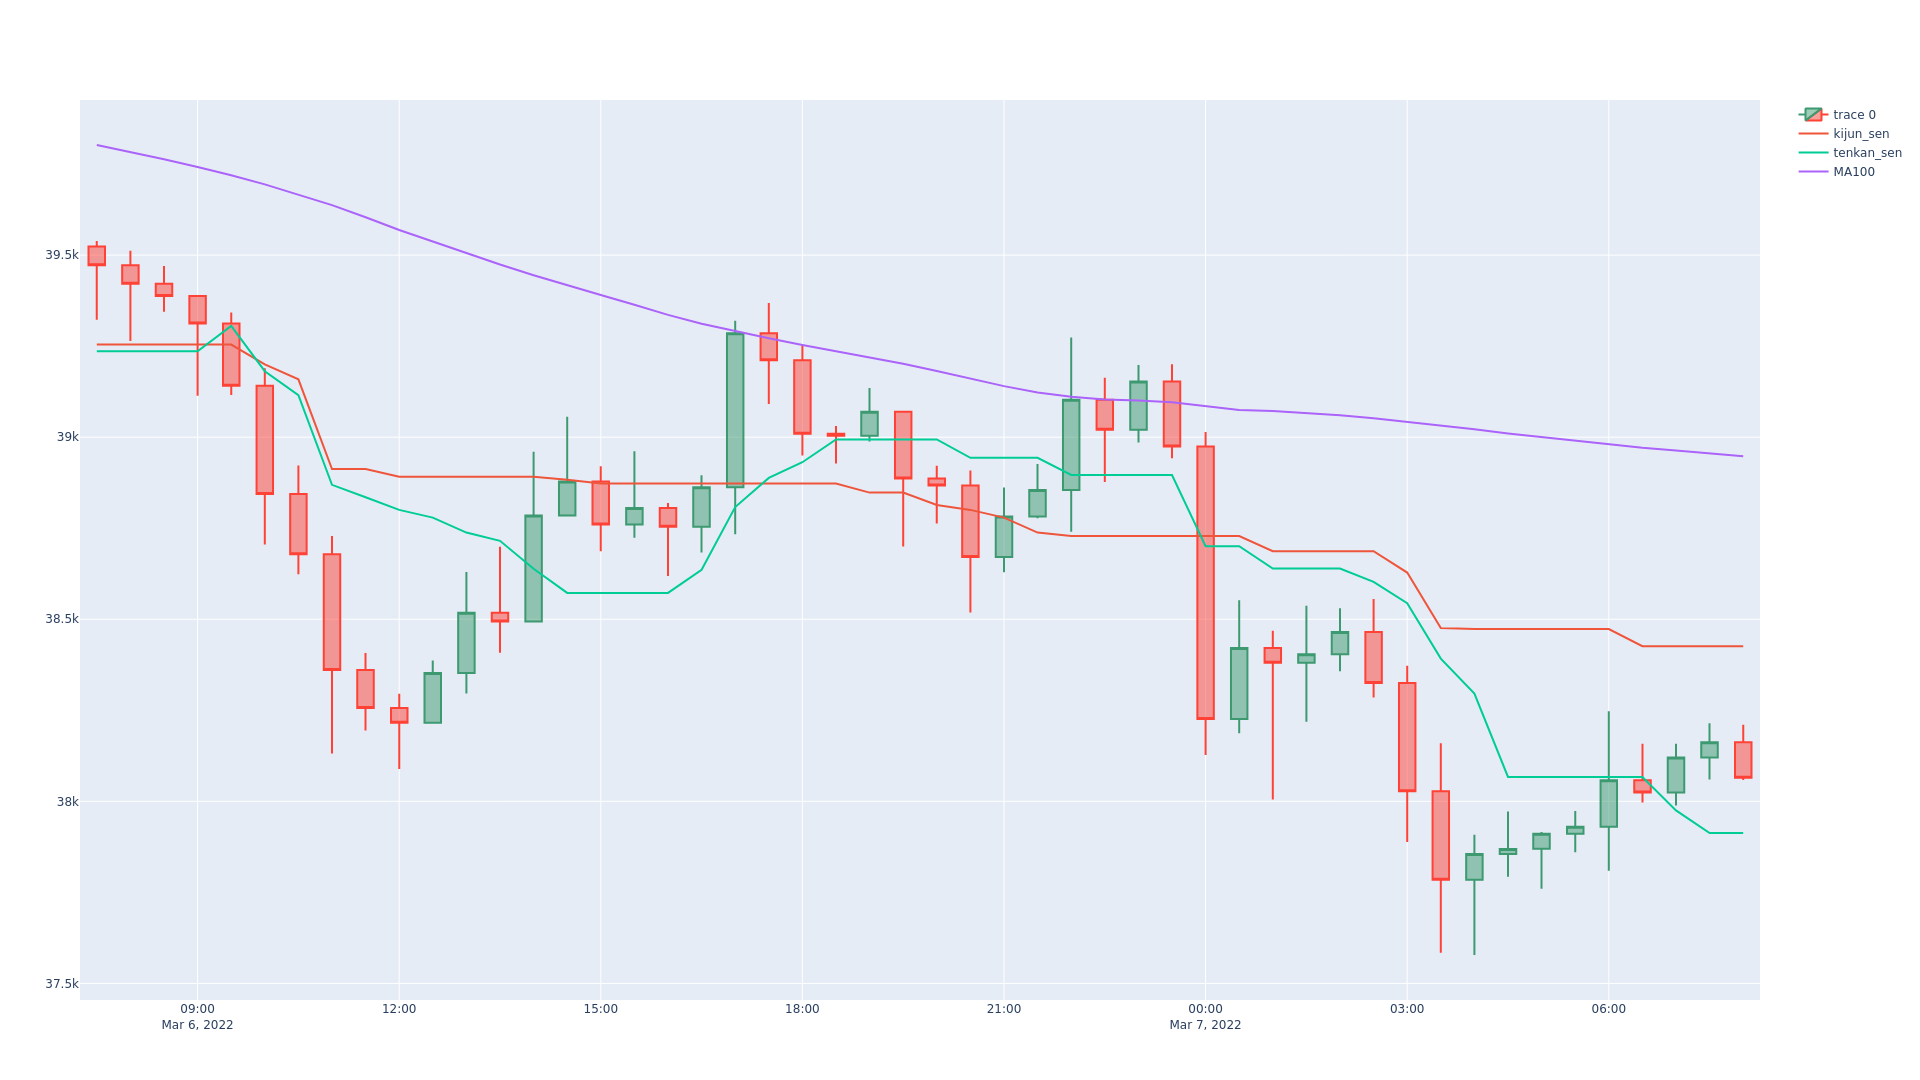 trace 0
kijun_sen
tenkan_sen
MA100
39.5k
39k
38.5k
38k
37.5k
09:00 12:00 15:00 18:00 21:00 00:00 03:00 06:00
Mar 6, 2022 Mar 7, 2022